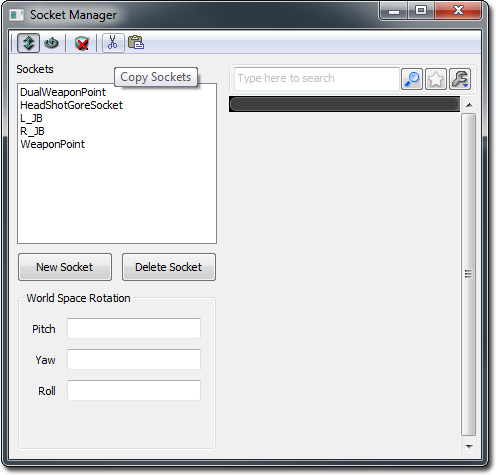 Socket Manager
Sockets
Copy Sockets
Type here to search
DualWeaponPoint
HeadShotGoreSocket
L_JB
R_JB
WeaponPoint
New Socket
Delete Socket
World Space Rotation
Pitch
Yaw
Roll